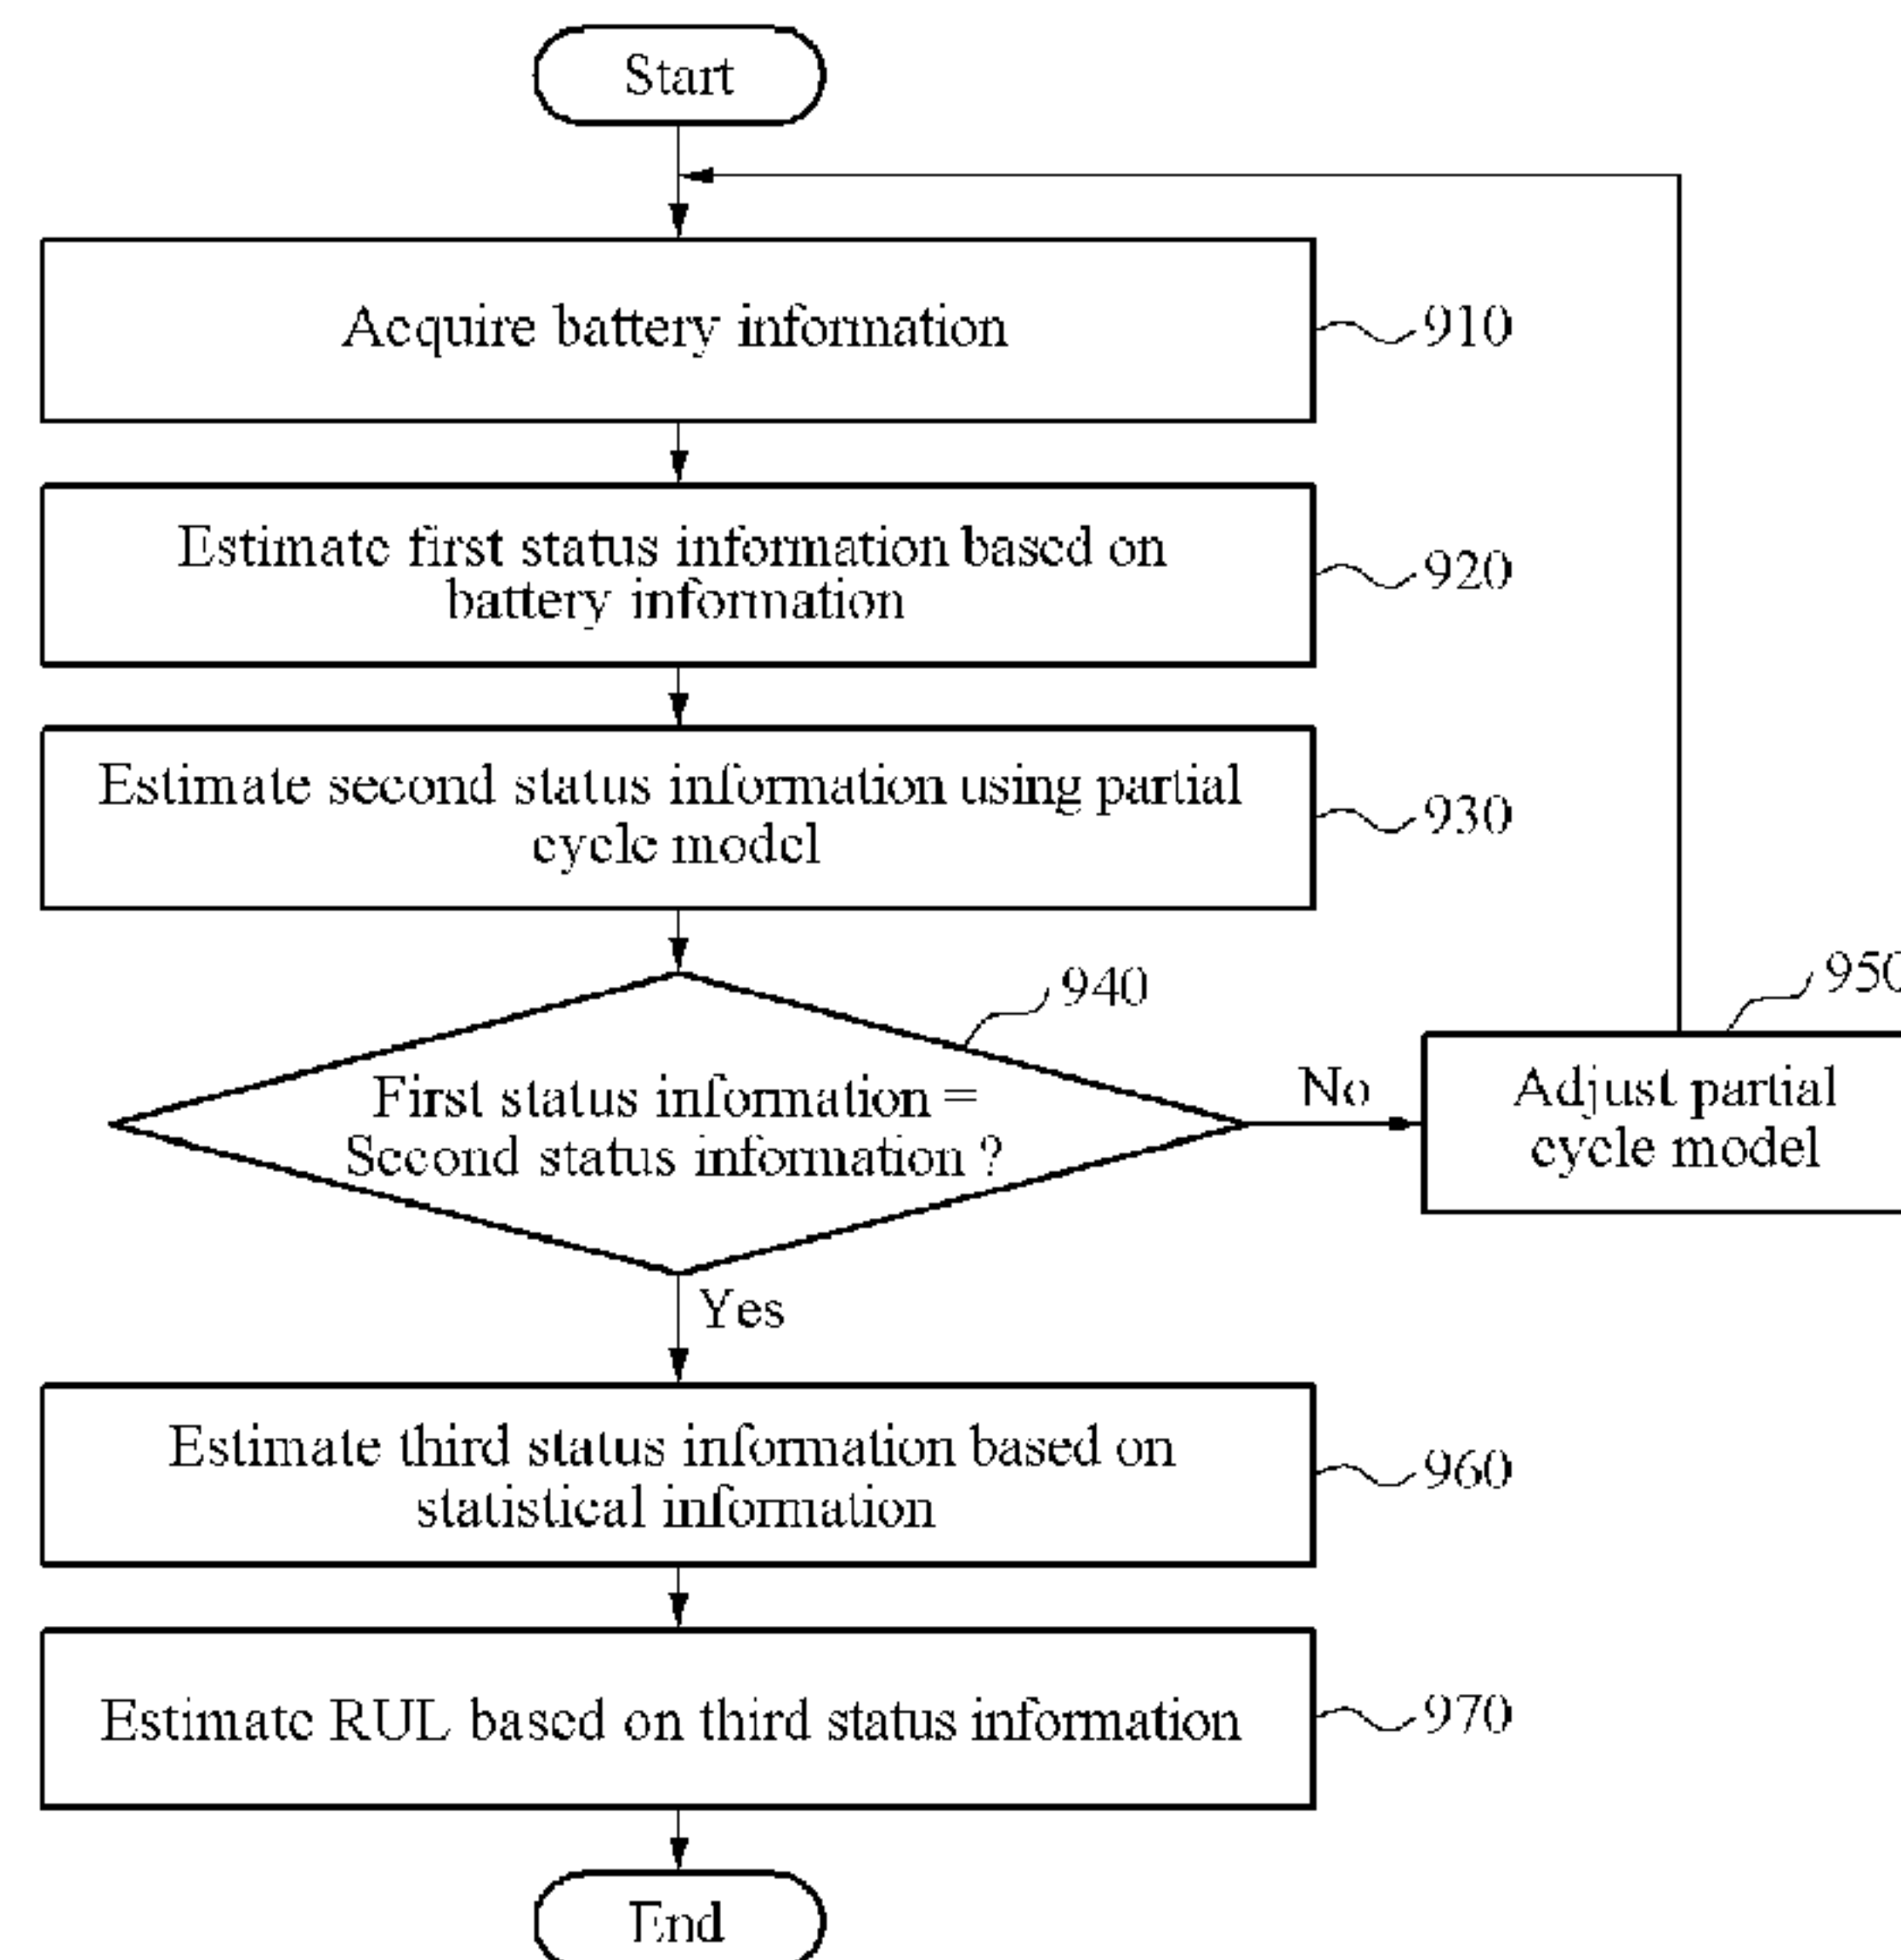 Start
Acquire battery information
910
Estimate first status information based on
battery information
920
Estimate second status information using partial
cycle model
930
940
First status information =
Second status information ?
No
950
Adjust partial
cycle model
Yes
Estimate third status information based on
statistical information
960
Estimate RUL based on third status information
970
End